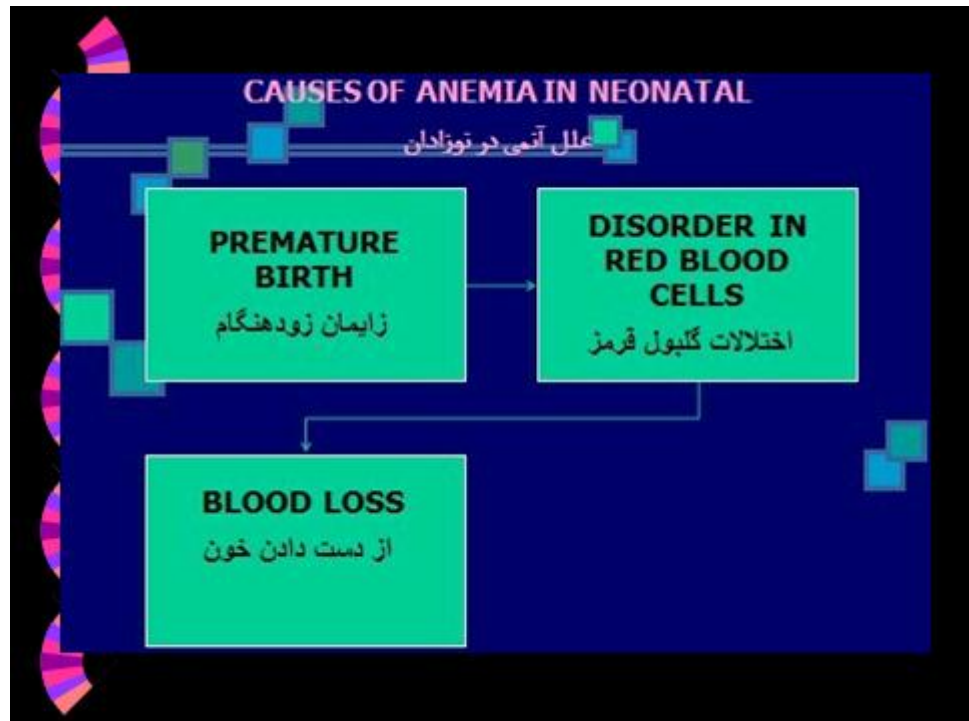 CAUSES OF ANEMIA IN NEONATAL
علل آنمی در نوزادان
PREMATURE
BIRTH
زایمان زودهنگام
DISORDER IN
RED BLOOD
CELLS
اختلالات گلبول قرمز
BLOOD LOSS
از دست دادن خون